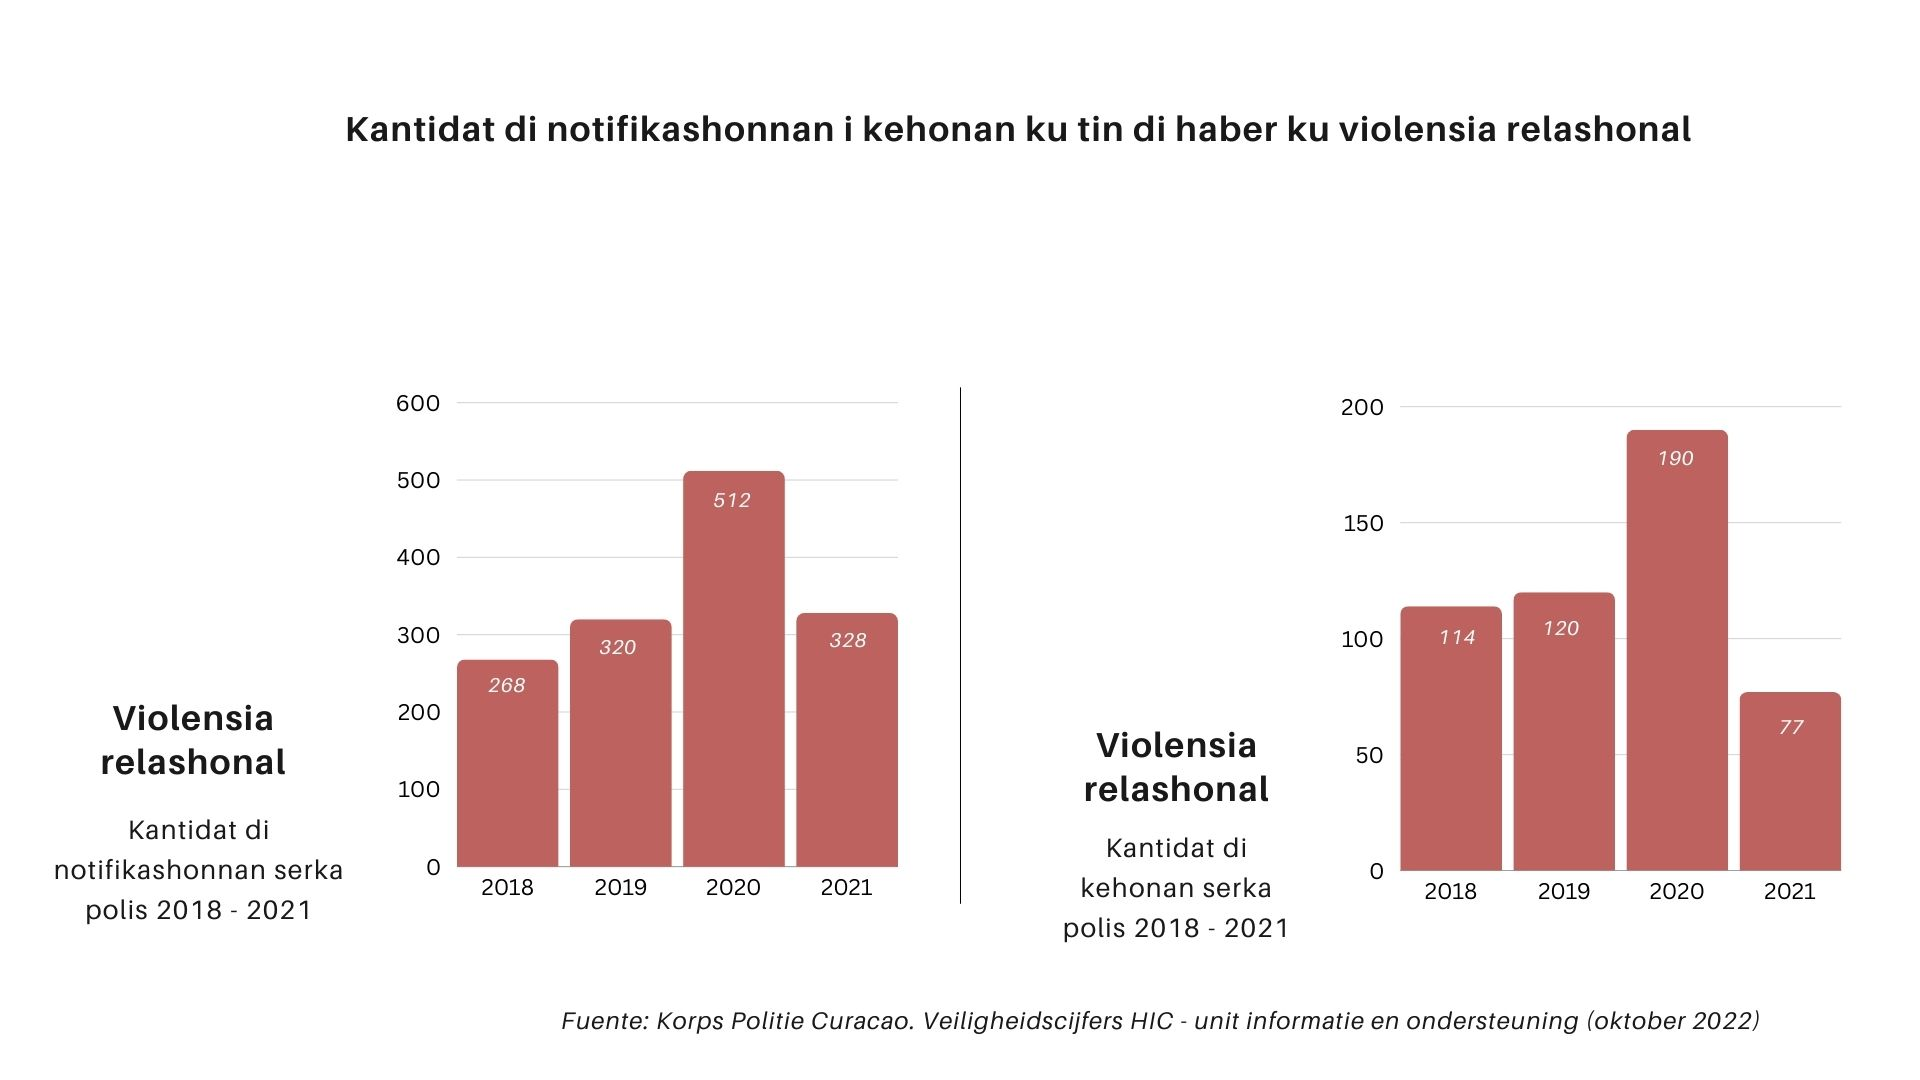 Kantidat di notifikashonnan i kehonan ku tin di haber ku violensia relashonal
Violensia
relashonal
Kantidat di
notifikashonnan serka
polis 2018 - 2021
600
500
400
300
200
100
0
268
320
512
328
2018
2019
2020
2021
Violensia
relashonal
Kantidat di
kehonan serka
polis 2018 - 2021
200
150
100
50
0
114
120
190
77
2018
2019
2020
2021
Fuente: Korps Politie Curacao. Veiligheidscijfers HIC - unit informatie en ondersteuning (oktober 2022)